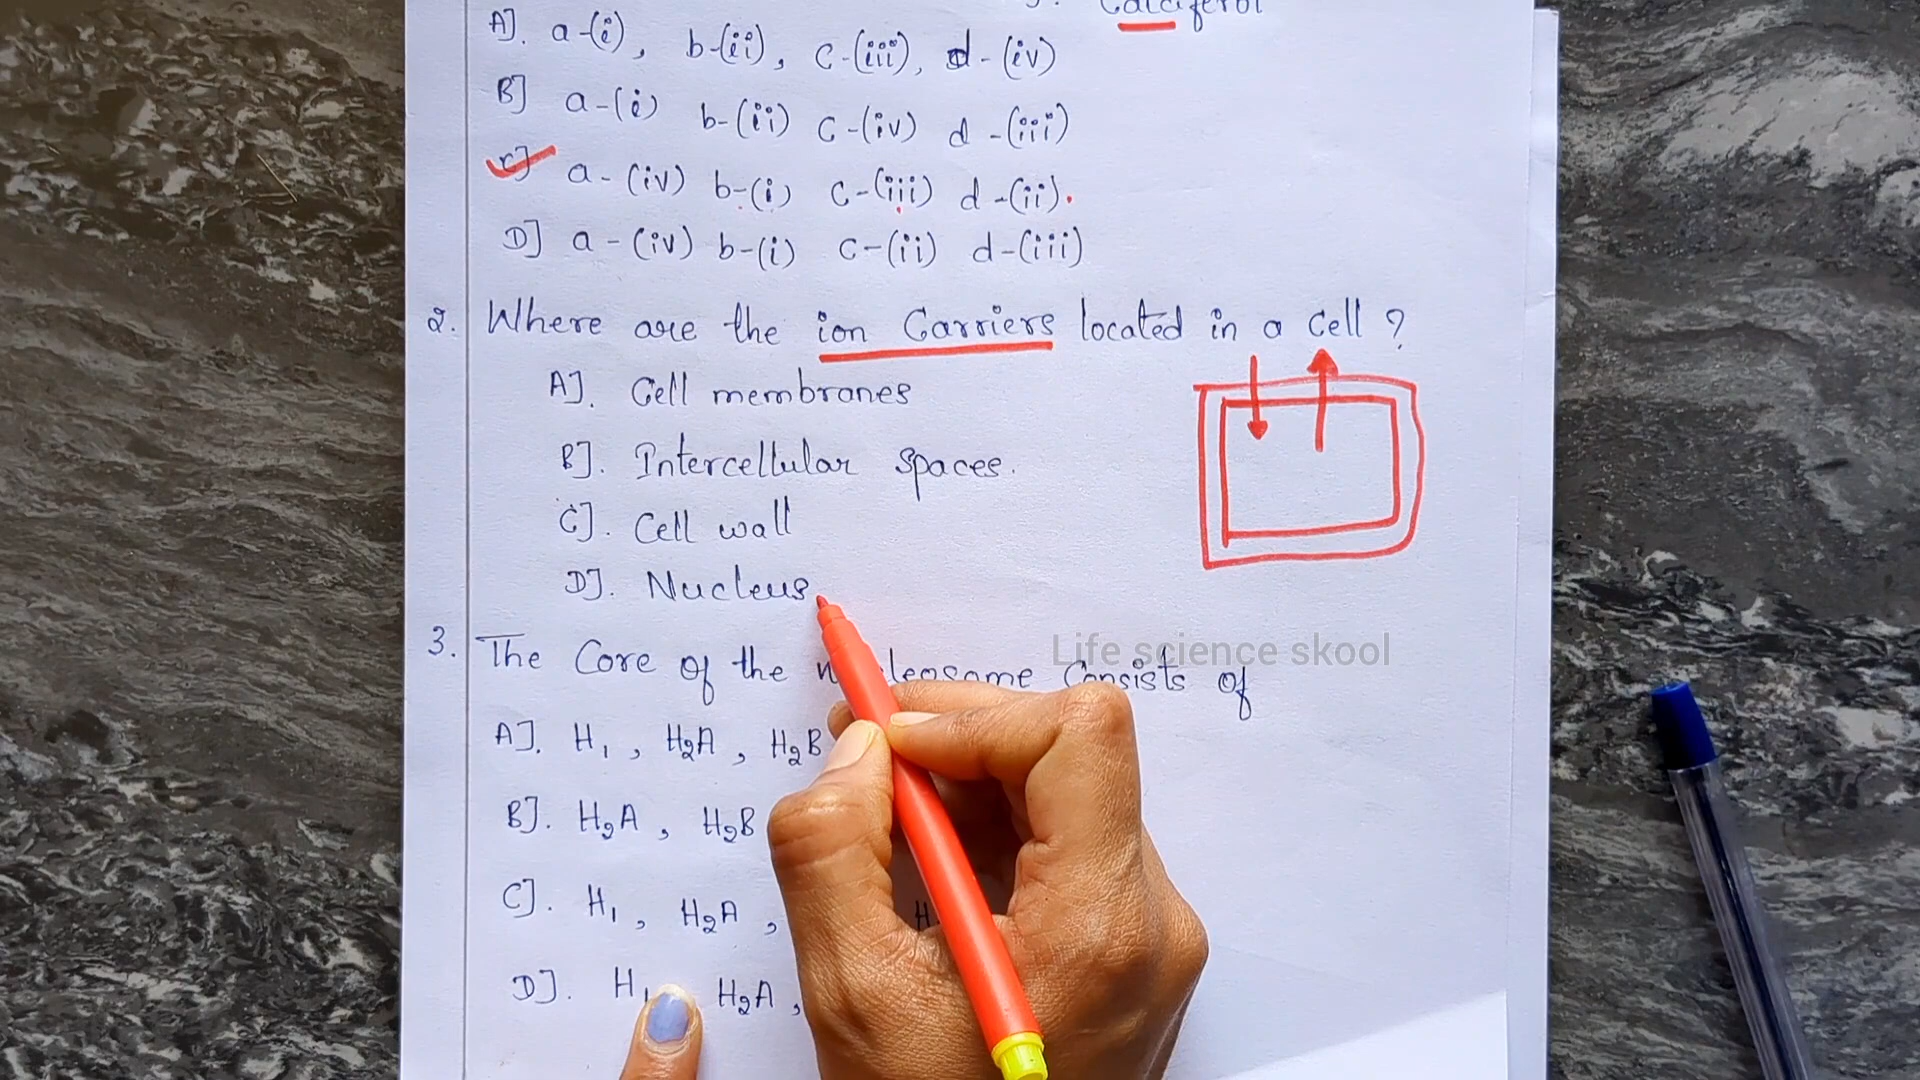 Calciferol
A]. a-(i), b-(ii), c-(iii), d-(iv)
B] a-(i) b-(ii) c-(iv) d-(iii)
C] a-(iv) b-(i) c-(iii) d-(ii).
D] a-(iv) b-(i) c-(ii) d-(iii)
2. Where are the ion Carriers located in a Cell ?
A]. Cell membranes
B]. Intercellular spaces.
C]. Cell wall
D]. Nucleus
Life science skool
3. The Core of the consists of
A]. H1, H2A, H2B
B]. H2A, H2B
C]. H1, H2A,
D]. H1 H2A,